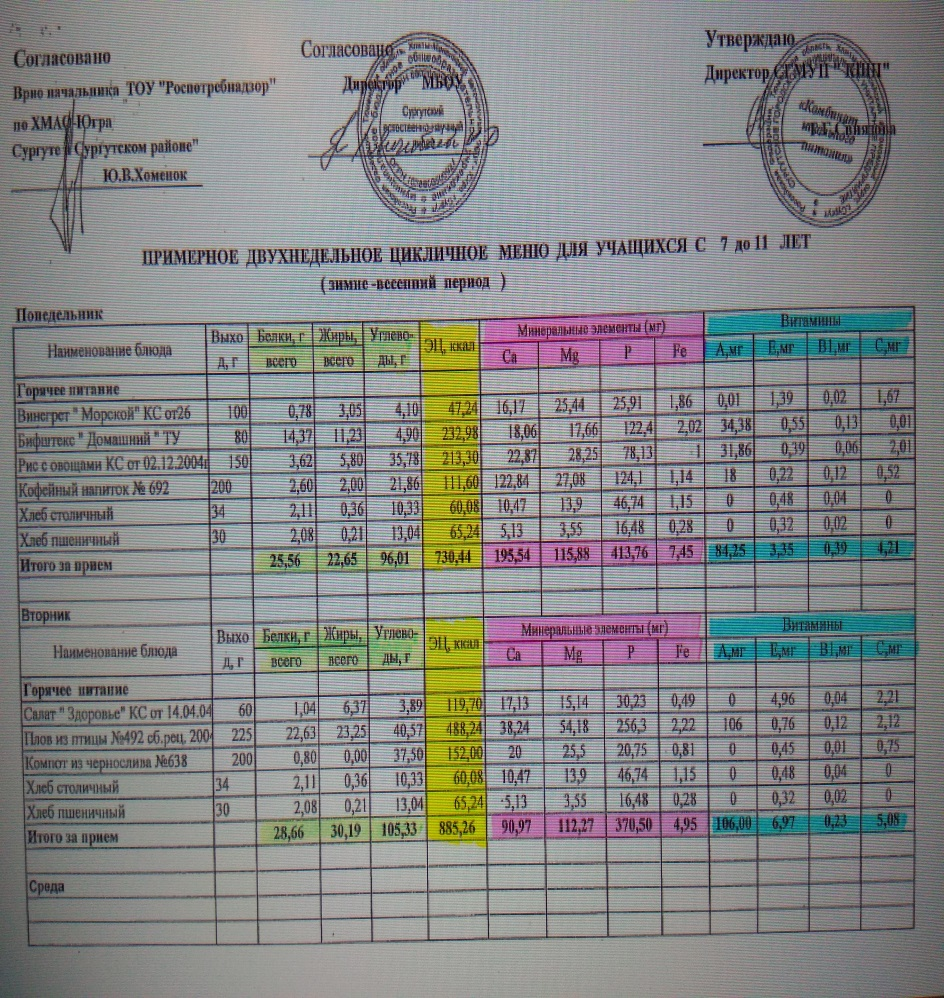 Согласовано
Врио начальника ТОУ "Роспотребнадзор"
по ХМАО-Югра
Сургуте и Сургутском районе"
Ю.В.Хоменок
Согласовано
Директор МБОУ
Сургутский
естественно-научный
Утверждаю
Директор СГМУП "КШП"
"Комбинат
школьного
питания"
ПРИМЕРНОЕ ДВУХНЕДЕЛЬНОЕ ЦИКЛИЧНОЕ МЕНЮ ДЛЯ УЧАЩИХСЯ С 7 до 11 ЛЕТ
( зимне -весенний период )
Понедельник
Наименование блюда Выхо д, г Белки, г всего Жиры, всего Углево- ды, г ЭЦ, ккал Минеральные элементы (мг) Витамины
Ca Mg P Fe А,мг Е,мг В1,мг С,мг
Горячее питание
Винегрет " Морской" КС от26 100 0,78 3,05 4,10 47,24 16,17 25,44 25,91 1,86 0,01 1,39 0,02 1,67
Бифштекс " Домашний " ТУ 80 14,37 11,23 4,90 232,98 18,06 17,66 122,4 2,02 34,38 0,55 0,13 0,01
Рис с овощами КС от 02.12.2004г 150 3,62 5,80 35,78 213,30 22,87 28,25 78,13 1 31,86 0,39 0,06 2,01
Кофейный напиток № 692 200 2,60 2,00 21,86 111,60 122,84 27,08 124,1 1,14 18 0,22 0,12 0,52
Хлеб столичный 34 2,11 0,36 10,33 60,08 10,47 13,9 46,74 1,15 0 0,48 0,04 0
Хлеб пшеничный 30 2,08 0,21 13,04 65,24 5,13 3,55 16,48 0,28 0 0,32 0,02 0
Итого за прием 25,56 22,65 96,01 730,44 195,54 115,88 413,76 7,45 84,25 3,35 0,39 4,21
Вторник
Наименование блюда Выхо д, г Белки, г всего Жиры, всего Углево- ды, г ЭЦ, ккал Минеральные элементы (мг) Витамины
Ca Mg P Fe А,мг Е,мг В1,мг С,мг
Горячее питание
Салат " Здоровье" КС от 14.04.04 60 1,04 6,37 3,89 119,70 17,13 15,14 30,23 0,49 0 4,96 0,04 2,21
Плов из птицы №492 сб.рец, 200 225 22,63 23,25 40,57 488,24 38,24 54,18 256,3 2,22 106 0,76 0,12 2,12
Компот из чернослива №638 200 0,80 0,00 37,50 152,00 20 25,5 20,75 0,81 0 0,45 0,01 0,75
Хлеб столичный 34 2,11 0,36 10,33 60,08 10,47 13,9 46,74 1,15 0 0,48 0,04 0
Хлеб пшеничный 30 2,08 0,21 13,04 65,24 5,13 3,55 16,48 0,28 0 0,32 0,02 0
Итого за прием 28,66 30,19 105,33 885,26 90,97 112,27 370,50 4,95 106,00 6,97 0,23 5,08
Среда